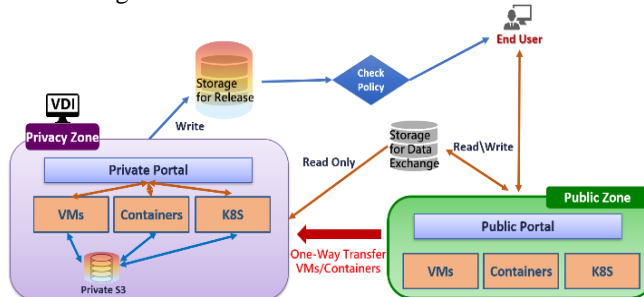 End User
Storage
for Release
Check
Policy
VDI
Privacy Zone
Write
Storage
for Data
Exchange
Read Only
Read\Write
Private Portal
VMs
Containers
K8S
Private S3
One-Way Transfer
VMs/Containers
Public Zone
Public Portal
VMs
Containers
K8S